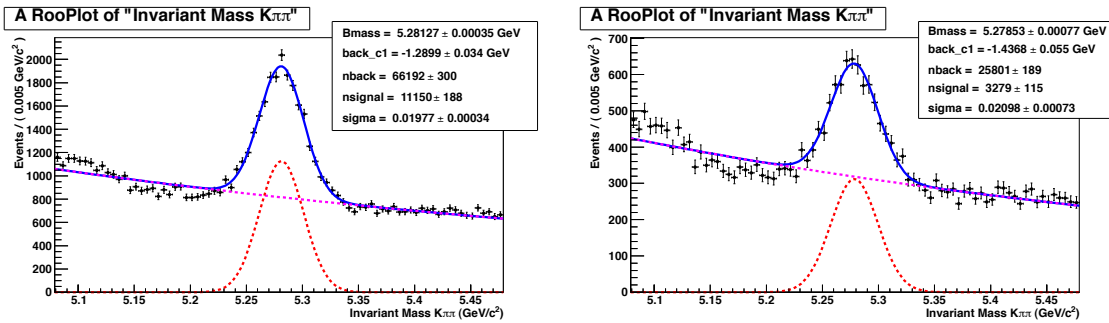 A RooPlot of "Invariant Mass Kππ"
Bmass = 5.28127 ± 0.00035 GeV
back_c1 = -1.2899 ± 0.034 GeV
nback = 66192 ± 300
nsignal = 11150 ± 188
sigma = 0.01977 ± 0.00034
Events / ( 0.005 GeV/c²)
2000
1800
1600
1400
1200
1000
800
600
400
200
0
5.1 5.15 5.2 5.25 5.3 5.35 5.4 5.45
Invariant Mass Kππ (GeV/c²)
A RooPlot of "Invariant Mass Kππ"
Bmass = 5.27853 ± 0.00077 GeV
back_c1 = -1.4368 ± 0.055 GeV
nback = 25801 ± 189
nsignal = 3279 ± 115
sigma = 0.02098 ± 0.00073
Events / ( 0.005 GeV/c²)
700
600
500
400
300
200
100
0
5.1 5.15 5.2 5.25 5.3 5.35 5.4 5.45
Invariant Mass Kππ (GeV/c²)